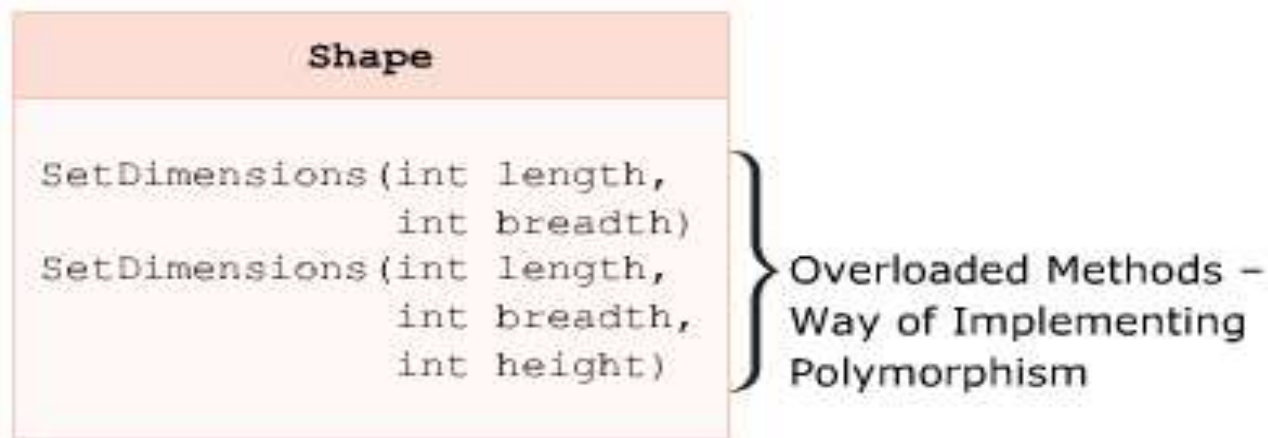 Shape
SetDimensions(int length,
int breadth)
SetDimensions(int length,
int breadth,
int height)
Overloaded Methods –
Way of Implementing
Polymorphism